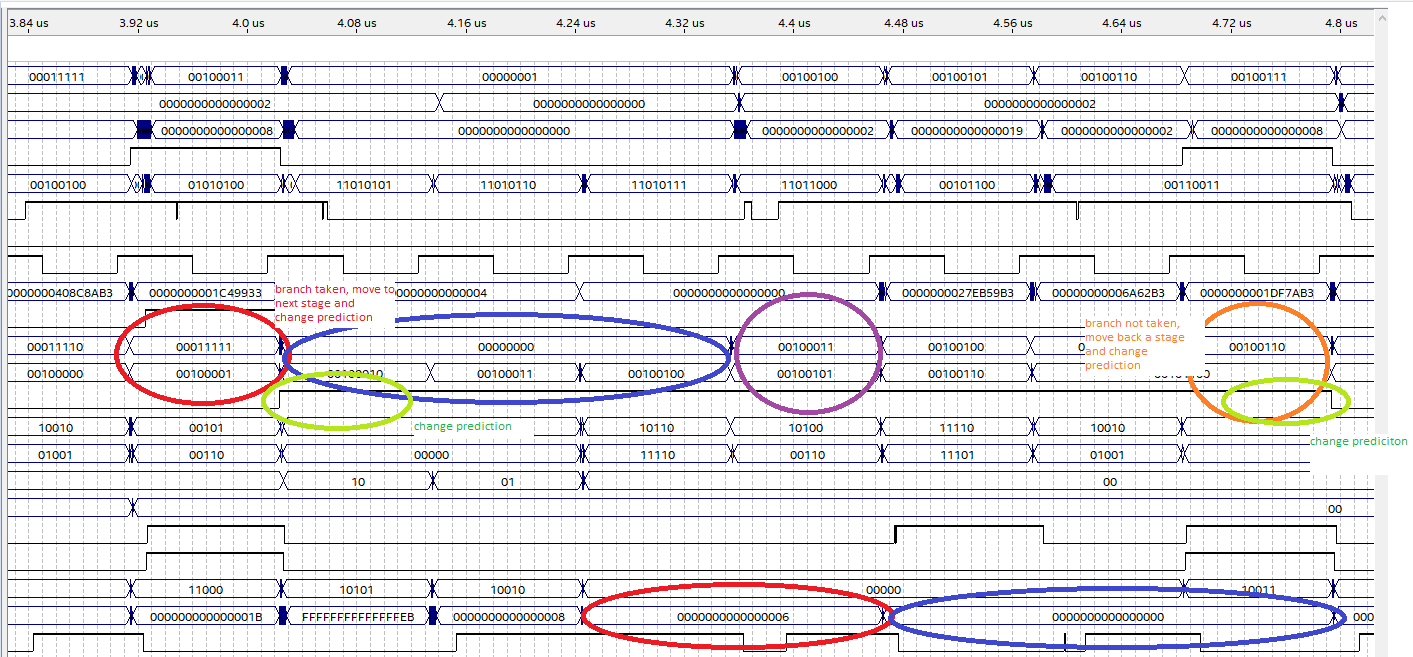 3.84 us 3.92 us 4.0 us 4.08 us 4.16 us 4.24 us 4.32 us 4.4 us 4.48 us 4.56 us 4.64 us 4.72 us 4.8 us
00011111 00100011 00000001 00100100 00100101 00100110 00100111
0000000000000002 0000000000000000 0000000000000002
0000000000000008 0000000000000000 0000000000000002 0000000000000019 0000000000000002 0000000000000008
00100100 01010100 11010101 11010110 11010111 11011000 00101100 00110011
0000000408C8AB3 0000000001C49933 0000000000004 0000000000000000 0000000027EB59B3 00000000006A62B3 0000000001DF7AB3
branch taken, move to
next stage and
change prediction
branch not taken,
move back a stage
and change
prediction
00011110 00011111 00000000 00100011 00100100 0 00100110
00100000 00100001 00100010 00100011 00100100 00100101 00100110
change prediction
change prediciton
10010 00101 10110 10100 11110 10010
01001 00110 00000 11110 00110 11101 01001
10 01 00
00
11000 10101 10010 00000 10011
000000000000001B FFFFFFFFFFFFFFEB 0000000000000008 0000000000000006 0000000000000000 000